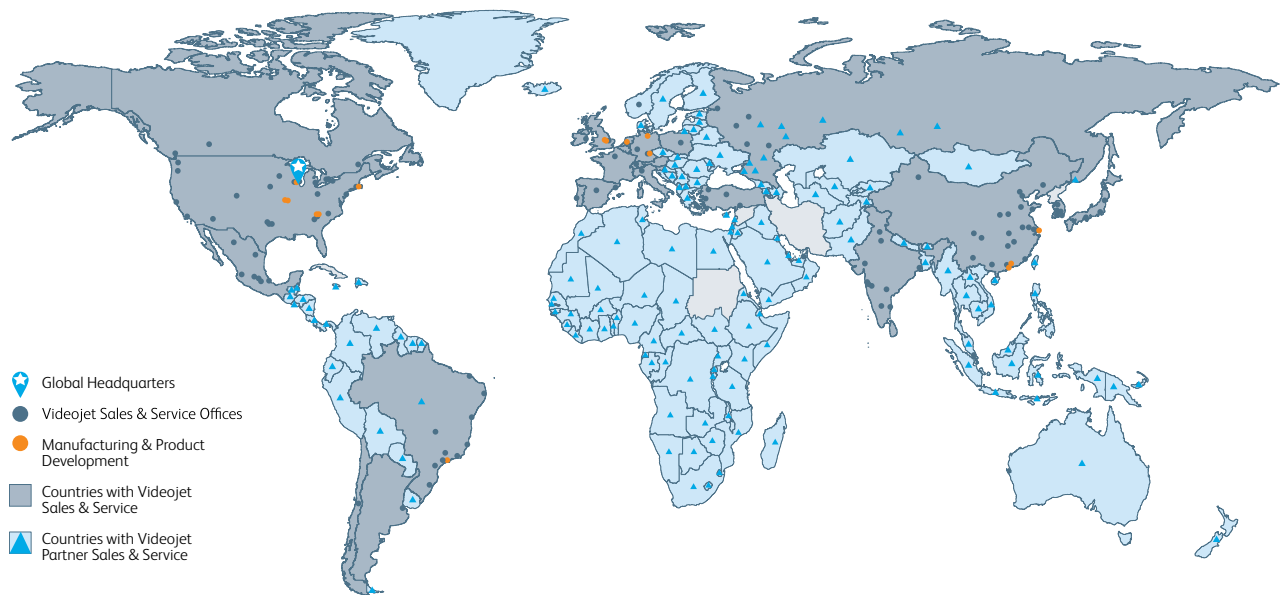 Global Headquarters
Videojet Sales & Service Offices
Manufacturing & Product
Development
Countries with Videojet
Sales & Service
Countries with Videojet
Partner Sales & Service